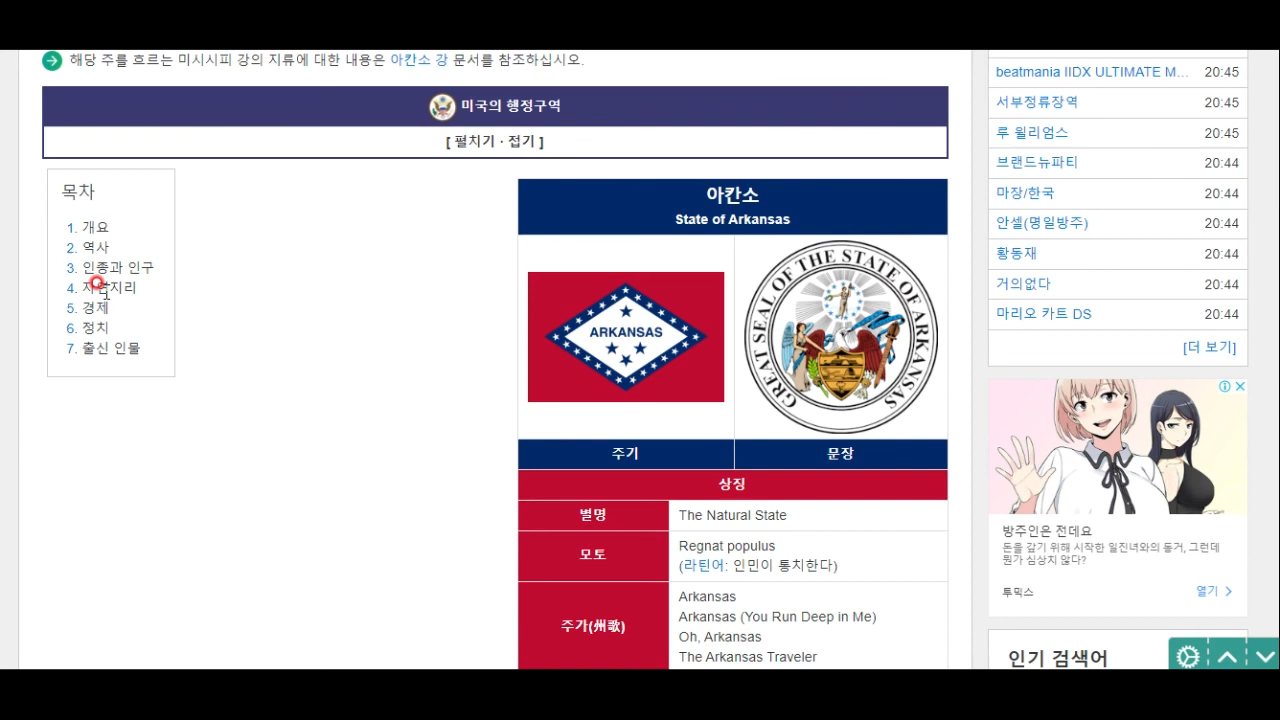 해당 주를 흐르는 미시시피 강의 지류에 대한 내용은 아칸소 강 문서를 참조하십시오.
미국의 행정구역
[ 펼치기 · 접기 ]
목차
1. 개요
2. 역사
3. 인종과 인구
4. 자연지리
5. 경제
6. 정치
7. 출신 인물
아칸소
State of Arkansas
ARKANSAS
GREAT SEAL OF THE STATE OF ARKANSAS
주기
문장
상징
별명
The Natural State
모토
Regnat populus
(라틴어: 인민이 통치한다)
주가(州歌)
Arkansas
Arkansas (You Run Deep in Me)
Oh, Arkansas
The Arkansas Traveler
beatmania IIDX ULTIMATE M... 20:45
서부정류장역 20:45
루 윌리엄스 20:45
브랜드뉴파티 20:44
마장/한국 20:44
안셀(명일방주) 20:44
황동재 20:44
거의없다 20:44
마리오 카트 DS 20:44
[더 보기]
방주인은 전데요
돈을 갚기 위해 시작한 일진녀와의 동거, 그런데
뭔가 심상치 않다?
투믹스
열기
인기 검색어